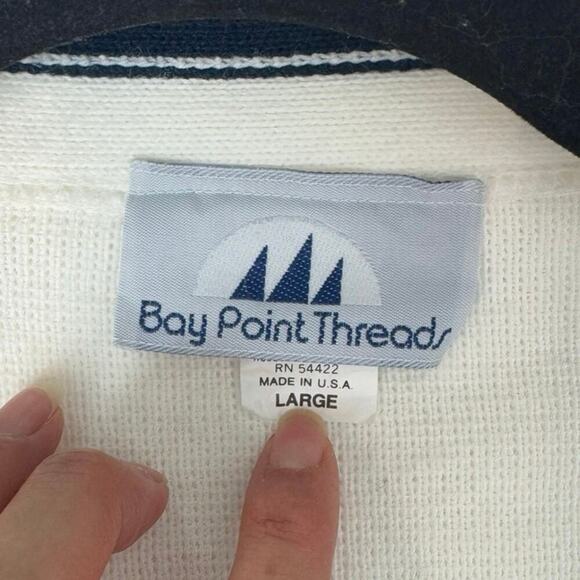 Bay Point Threads
RN 54422
MADE IN U.S.A.
LARGE